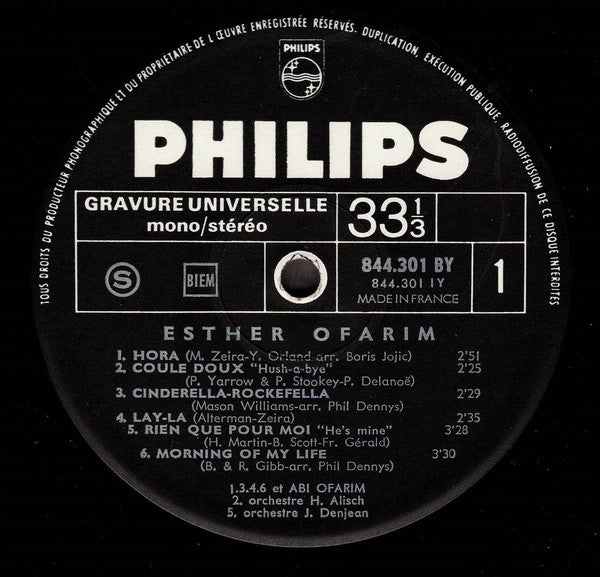 TOUS DROITS DU PRODUCTEUR PHONOGRAPHIQUE ET DU PROPRIÉTAIRE DE L'ŒUVRE ENREGISTRÉE RÉSERVÉS. DUPLICATION, EXÉCUTION PUBLIQUE, RADIODIFFUSION DE CE DISQUE INTERDITES
PHILIPS
PHILIPS
GRAVURE UNIVERSELLE
mono/stéréo
33 1/3
S
BIEM
844.301 BY
844.301 1Y
MADE IN FRANCE
1
ESTHER OFARIM
1. HORA (M. Zeira-Y. Orland arr. Boris Jojic) 2'51
2. COULE DOUX "Hush-a-bye" 2'25
(P. Yarrow & P. Stookey-P. Delanoë)
3. CINDERELLA-ROCKEFELLA 2'29
(Mason Williams-arr. Phil Dennys)
4. LAY-LA (Alterman-Zeira) 2'35
5. RIEN QUE POUR MOI "He's mine" 3'28
(H. Martin-B. Scott-Fr. Gérald)
6. MORNING OF MY LIFE 3'30
(B. & R. Gibb-arr. Phil Dennys)
1.3.4.6 et ABI OFARIM
2. orchestre H. Alisch
5. orchestre J. Denjean